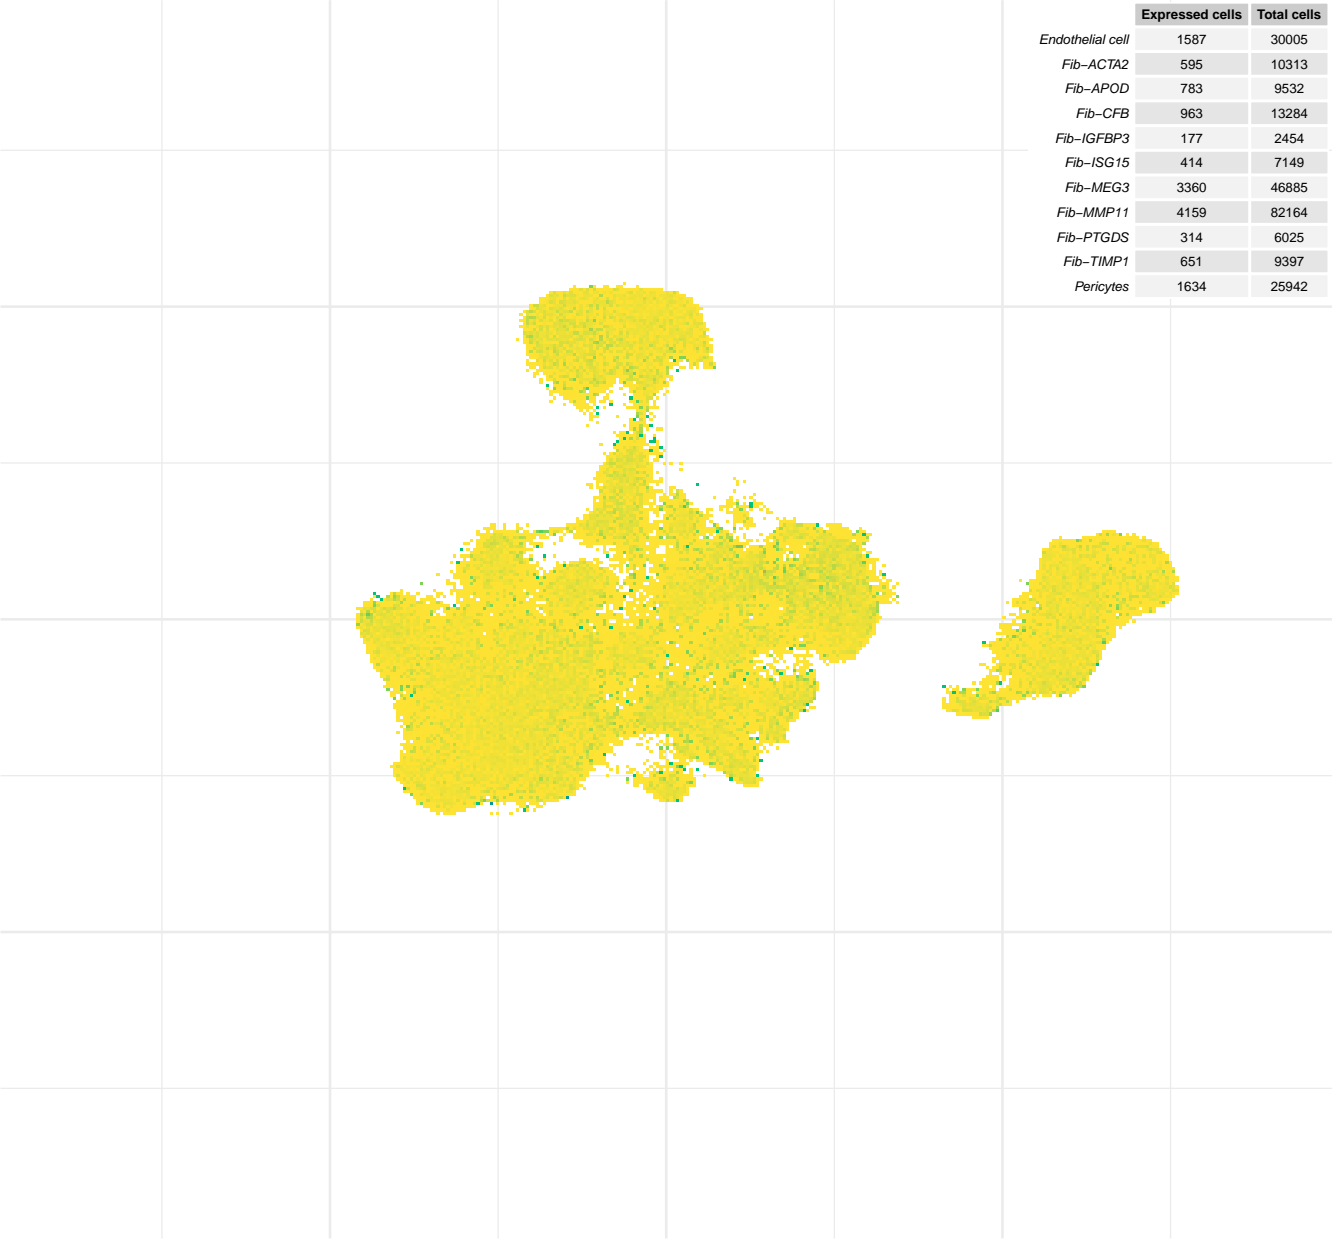 Expressed cells Total cells
Endothelial cell 1587 30005
Fib−ACTA2 595 10313
Fib−APOD 783 9532
Fib−CFB 963 13284
Fib−IGFBP3 177 2454
Fib−ISG15 414 7149
Fib−MEG3 3360 46885
Fib−MMP11 4159 82164
Fib−PTGDS 314 6025
Fib−TIMP1 651 9397
Pericytes 1634 25942